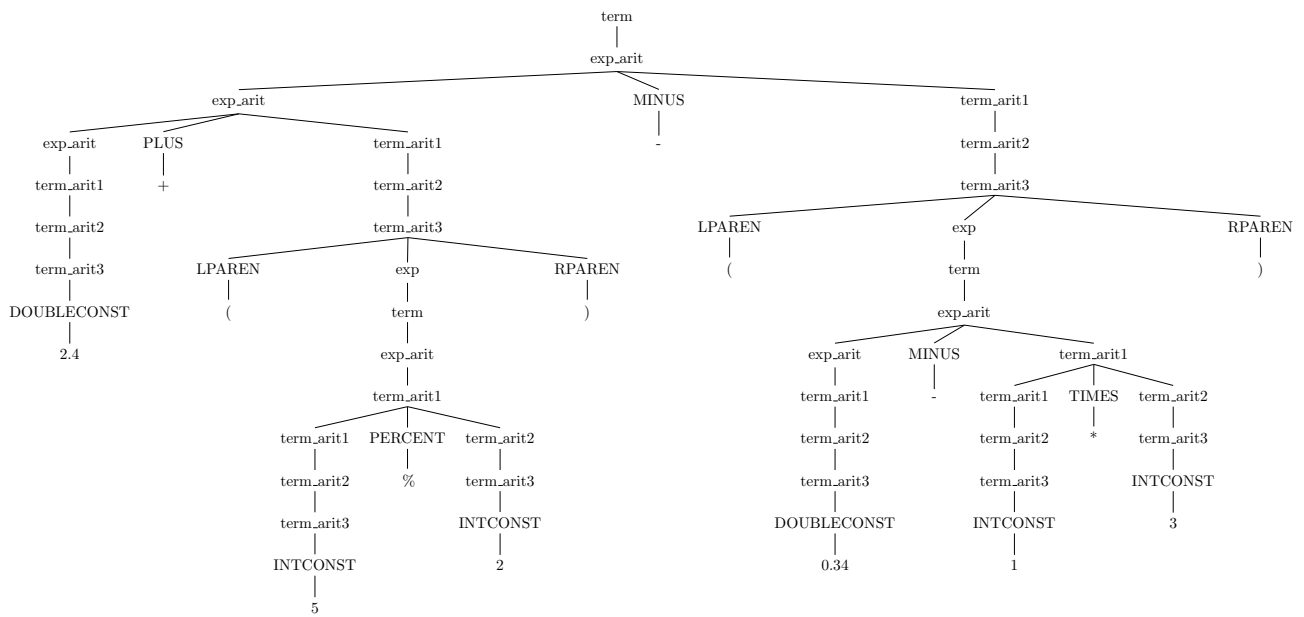 term
exp_arit
exp_arit MINUS term_arit1
exp_arit PLUS term_arit1 - term_arit2
term_arit1 + term_arit2 term_arit3
term_arit2 term_arit3 LPAREN exp RPAREN
term_arit3 LPAREN exp RPAREN ( term )
DOUBLECONST ( term ) exp_arit
2.4 exp_arit exp_arit MINUS term_arit1
term_arit1 term_arit1 - term_arit1 TIMES term_arit2
term_arit1 PERCENT term_arit2 term_arit2 term_arit2 * term_arit3
term_arit2 % term_arit3 term_arit3 term_arit3 INTCONST
term_arit3 INTCONST DOUBLECONST INTCONST 3
INTCONST 2 0.34 1
5